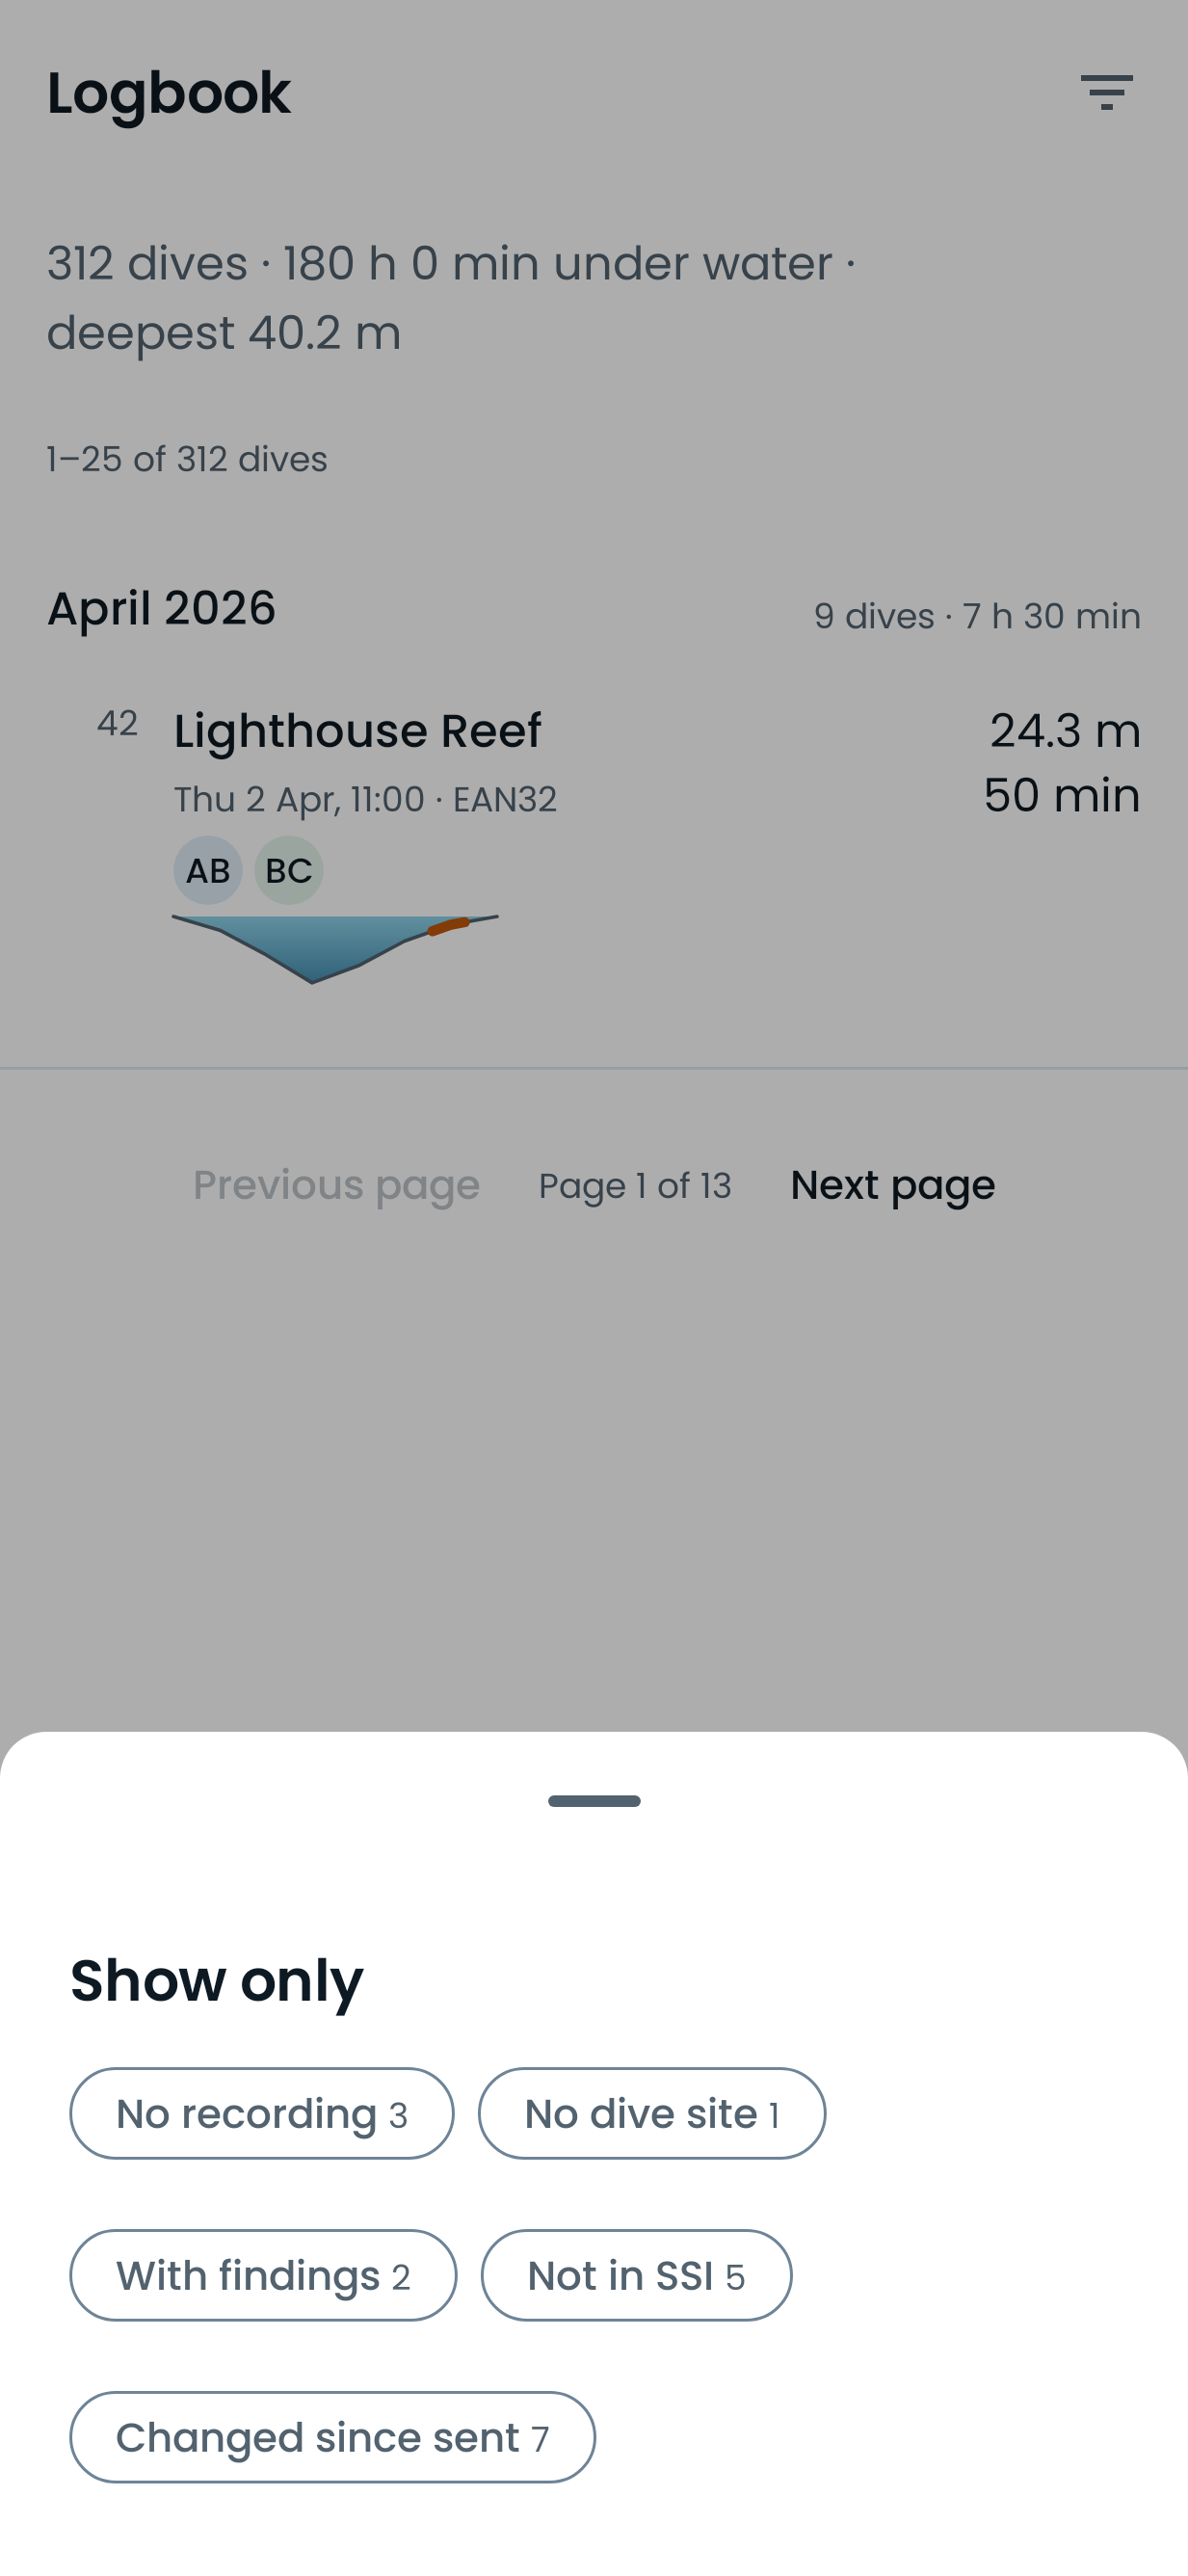 Logbook
312 dives · 180 h 0 min under water ·
deepest 40.2 m
1–25 of 312 dives
April 2026
9 dives · 7 h 30 min
42
Lighthouse Reef
24.3 m
Thu 2 Apr, 11:00 · EAN32
50 min
AB BC
Previous page
Page 1 of 13
Next page
Show only
No recording 3
No dive site 1
With findings 2
Not in SSI 5
Changed since sent 7